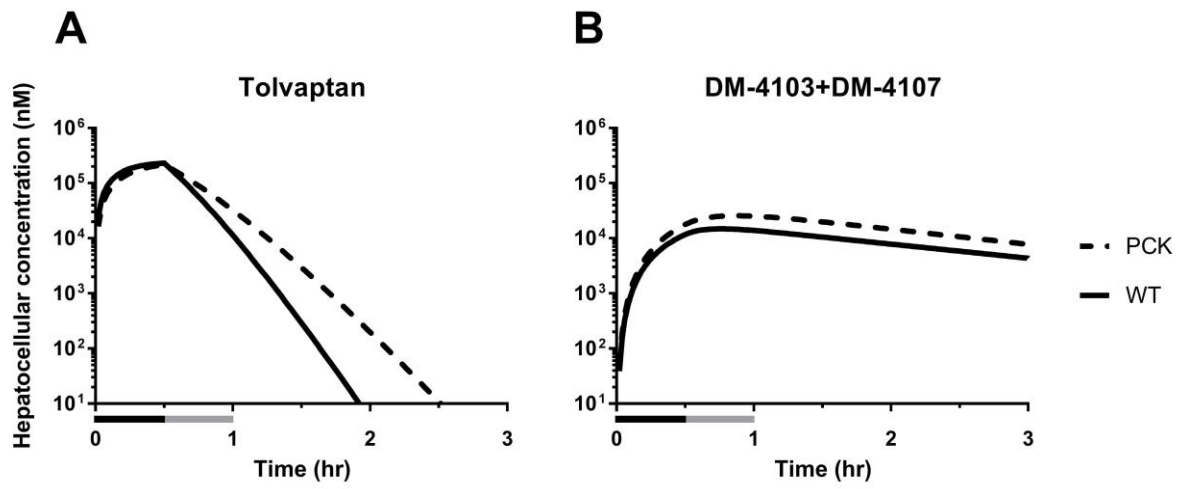 A
B
Tolvaptan
DM-4103+DM-4107
Hepatocellular concentration (nM)
10⁶
10⁵
10⁴
10³
10²
10¹
0
1
2
3
Time (hr)
10⁶
10⁵
10⁴
10³
10²
10¹
0
1
2
3
Time (hr)
PCK
WT